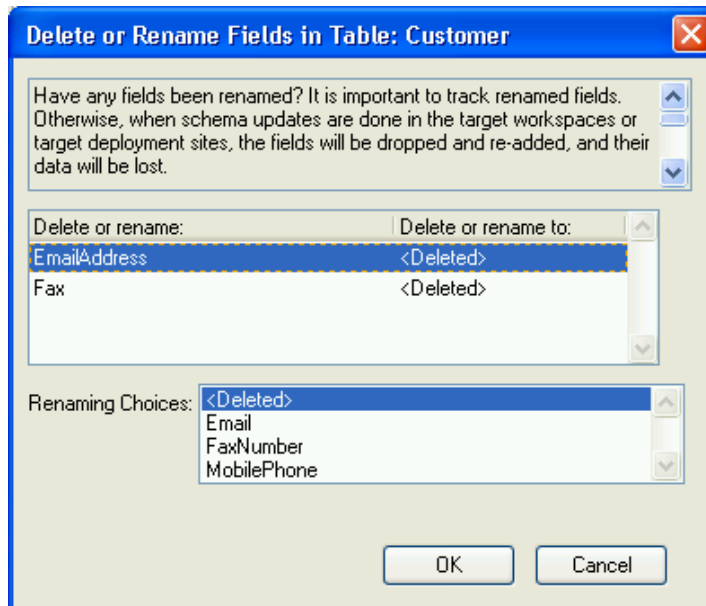 Delete or Rename Fields in Table: Customer
Have any fields been renamed? It is important to track renamed fields.
Otherwise, when schema updates are done in the target workspaces or
target deployment sites, the fields will be dropped and re-added, and their
data will be lost.
Delete or rename: Delete or rename to:
EmailAddress <Deleted>
Fax <Deleted>
Renaming Choices: <Deleted>
Email
FaxNumber
MobilePhone
OK Cancel